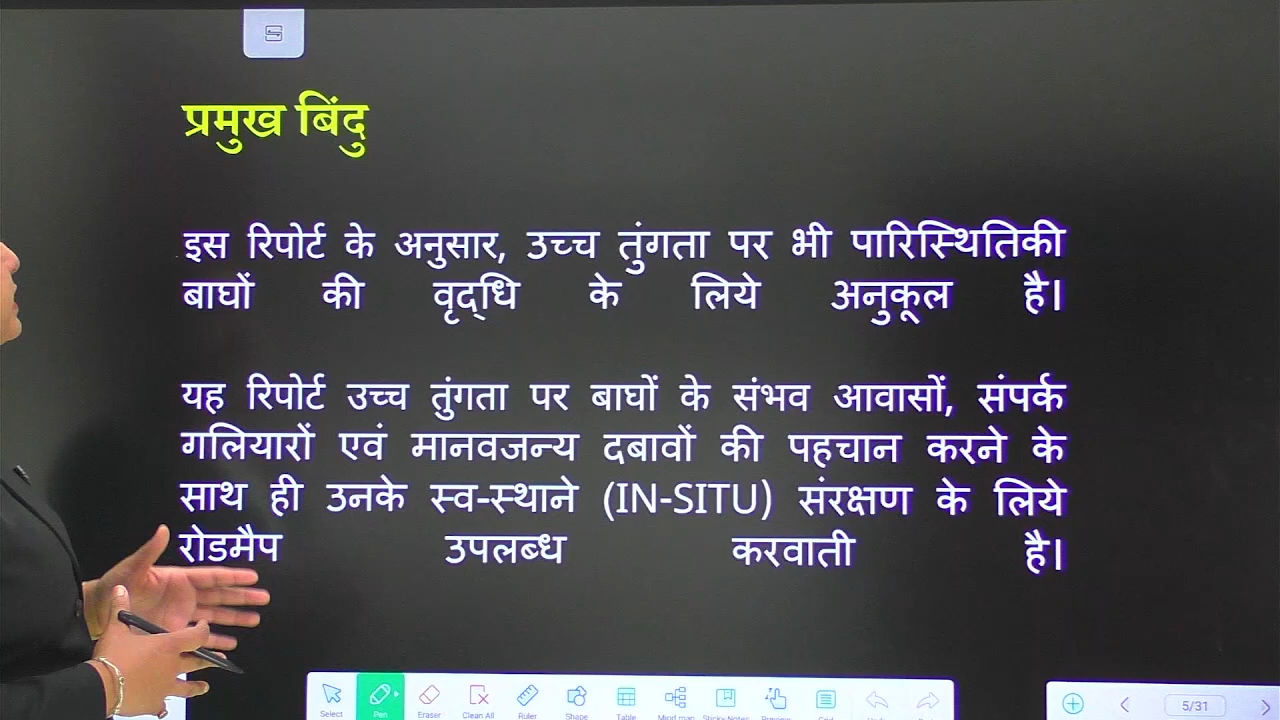 प्रमुख बिंदु
इस रिपोर्ट के अनुसार, उच्च तुंगता पर भी पारिस्थितिकी
बाघों की वृद्धि के लिये अनुकूल है।
यह रिपोर्ट उच्च तुंगता पर बाघों के संभव आवासों, संपर्क
गलियारों एवं मानवजन्य दबावों की पहचान करने के
साथ ही उनके स्व-स्थाने (IN-SITU) संरक्षण के लिये
रोडमैप उपलब्ध करवाती है।
Select Pen Eraser Clean All Ruler Shape Table Mind map Sticky Notes
5/31